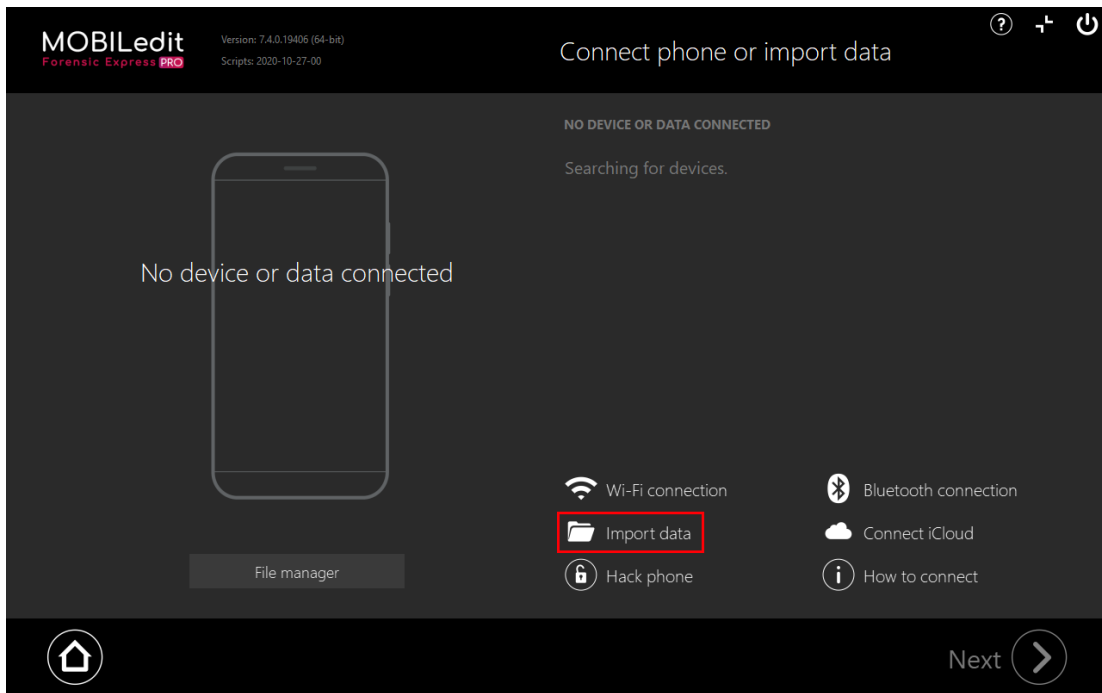 MOBILedit
Forensic Express PRO
Version: 7.4.0.19406 (64-bit)
Scripts: 2020-10-27-00
Connect phone or import data
?
NO DEVICE OR DATA CONNECTED
Searching for devices.
No device or data connected
Wi-Fi connection
Bluetooth connection
Import data
Connect iCloud
Hack phone
i
How to connect
File manager
Next